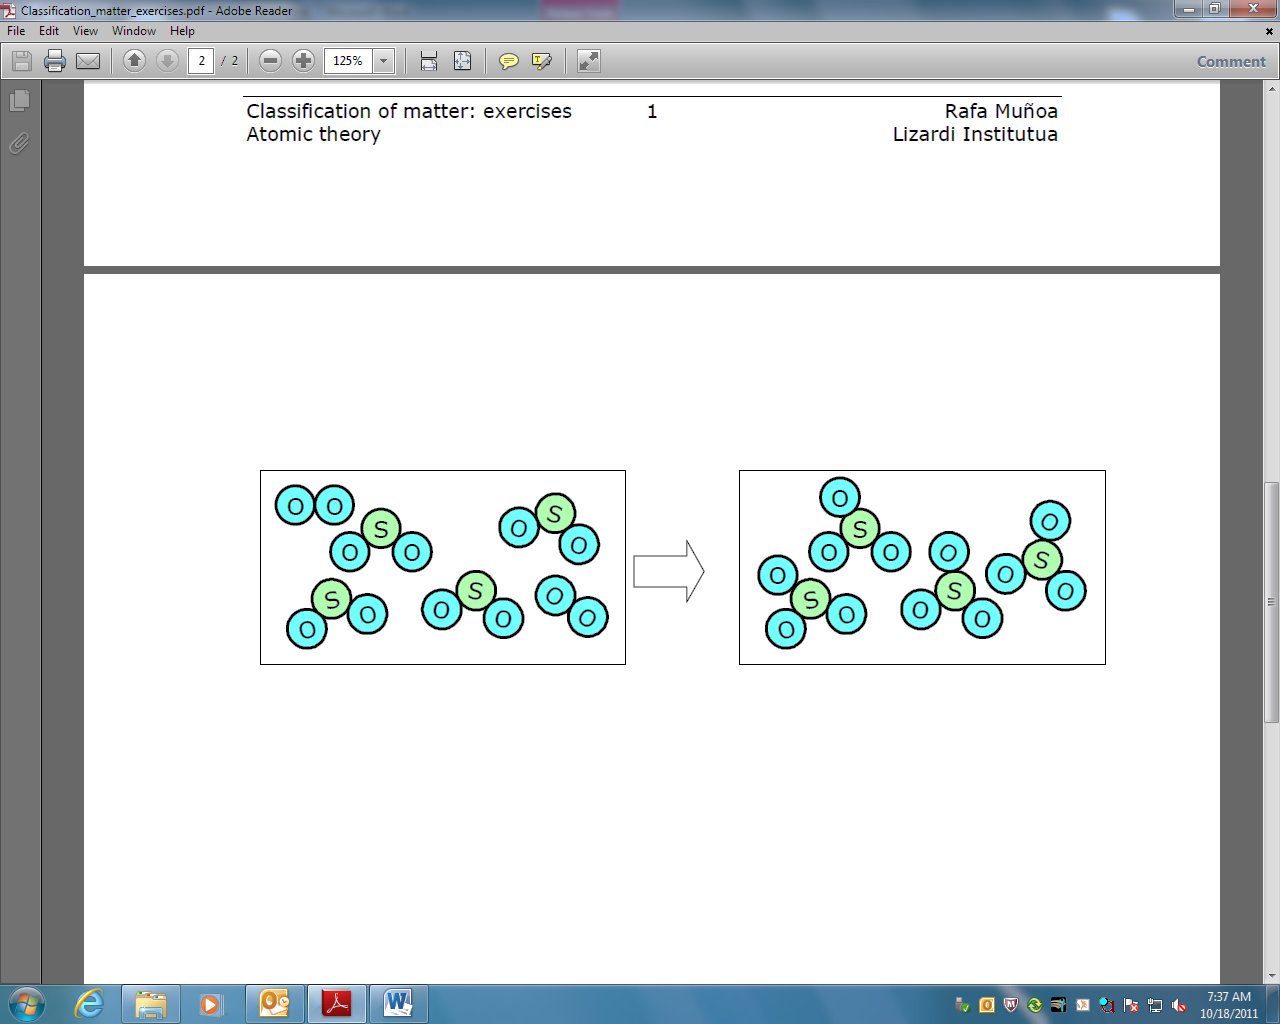 Classification_matter_exercises.pdf - Adobe Reader
File Edit View Window Help
2 / 2 125% Comment
Classification of matter: exercises 1 Rafa Muñoa
Atomic theory Lizardi Institutua
O O S O O
O S O
S O O
O S O
O O
O S O O
O S O O
O S O O
O S O O
7:37 AM
10/18/2011